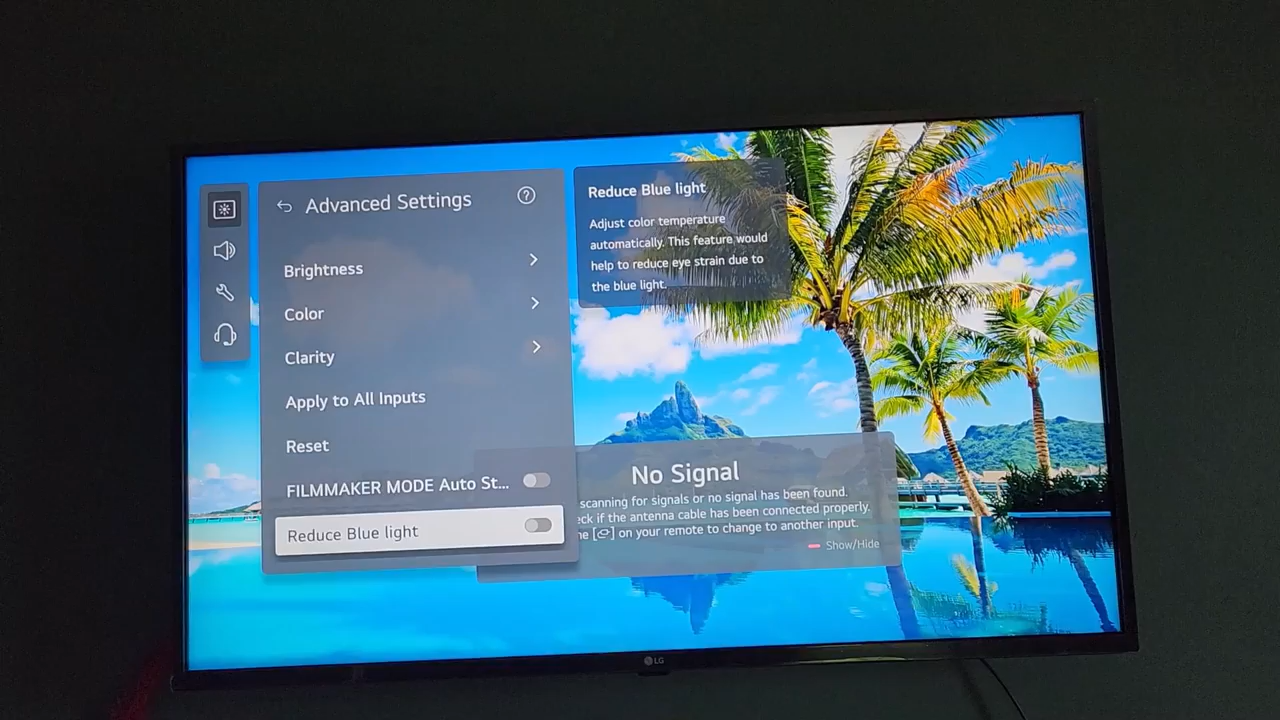 Advanced Settings
?
Brightness
Color
Clarity
Apply to All Inputs
Reset
FILMMAKER MODE Auto St...
Reduce Blue light
Reduce Blue light
Adjust color temperature
automatically. This feature would
help to reduce eye strain due to
the blue light.
No Signal
scanning for signals or no signal has been found.
if the antenna cable has been connected properly.
on your remote to change to another input.
Show/Hide
LG